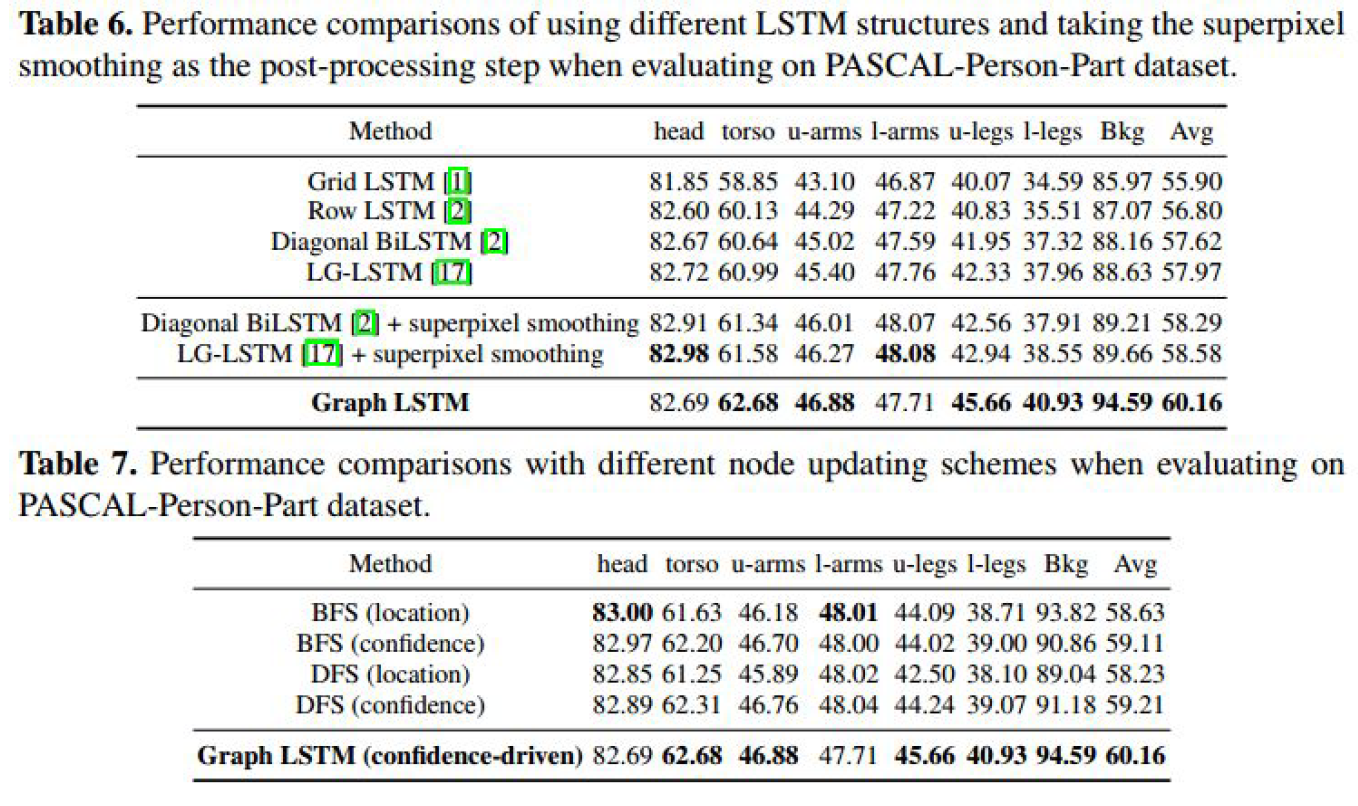 Table 6. Performance comparisons of using different LSTM structures and taking the superpixel
smoothing as the post-processing step when evaluating on PASCAL-Person-Part dataset.
Method head torso u-arms l-arms u-legs l-legs Bkg Avg
Grid LSTM [1] 81.85 58.85 43.10 46.87 40.07 34.59 85.97 55.90
Row LSTM [2] 82.60 60.13 44.29 47.22 40.83 35.51 87.07 56.80
Diagonal BiLSTM [2] 82.67 60.64 45.02 47.59 41.95 37.32 88.16 57.62
LG-LSTM [17] 82.72 60.99 45.40 47.76 42.33 37.96 88.63 57.97
Diagonal BiLSTM [2] + superpixel smoothing 82.91 61.34 46.01 48.07 42.56 37.91 89.21 58.29
LG-LSTM [17] + superpixel smoothing 82.98 61.58 46.27 48.08 42.94 38.55 89.66 58.58
Graph LSTM 82.69 62.68 46.88 47.71 45.66 40.93 94.59 60.16
Table 7. Performance comparisons with different node updating schemes when evaluating on
PASCAL-Person-Part dataset.
Method head torso u-arms l-arms u-legs l-legs Bkg Avg
BFS (location) 83.00 61.63 46.18 48.01 44.09 38.71 93.82 58.63
BFS (confidence) 82.97 62.20 46.70 48.00 44.02 39.00 90.86 59.11
DFS (location) 82.85 61.25 45.89 48.02 42.50 38.10 89.04 58.23
DFS (confidence) 82.89 62.31 46.76 48.04 44.24 39.07 91.18 59.21
Graph LSTM (confidence-driven) 82.69 62.68 46.88 47.71 45.66 40.93 94.59 60.16